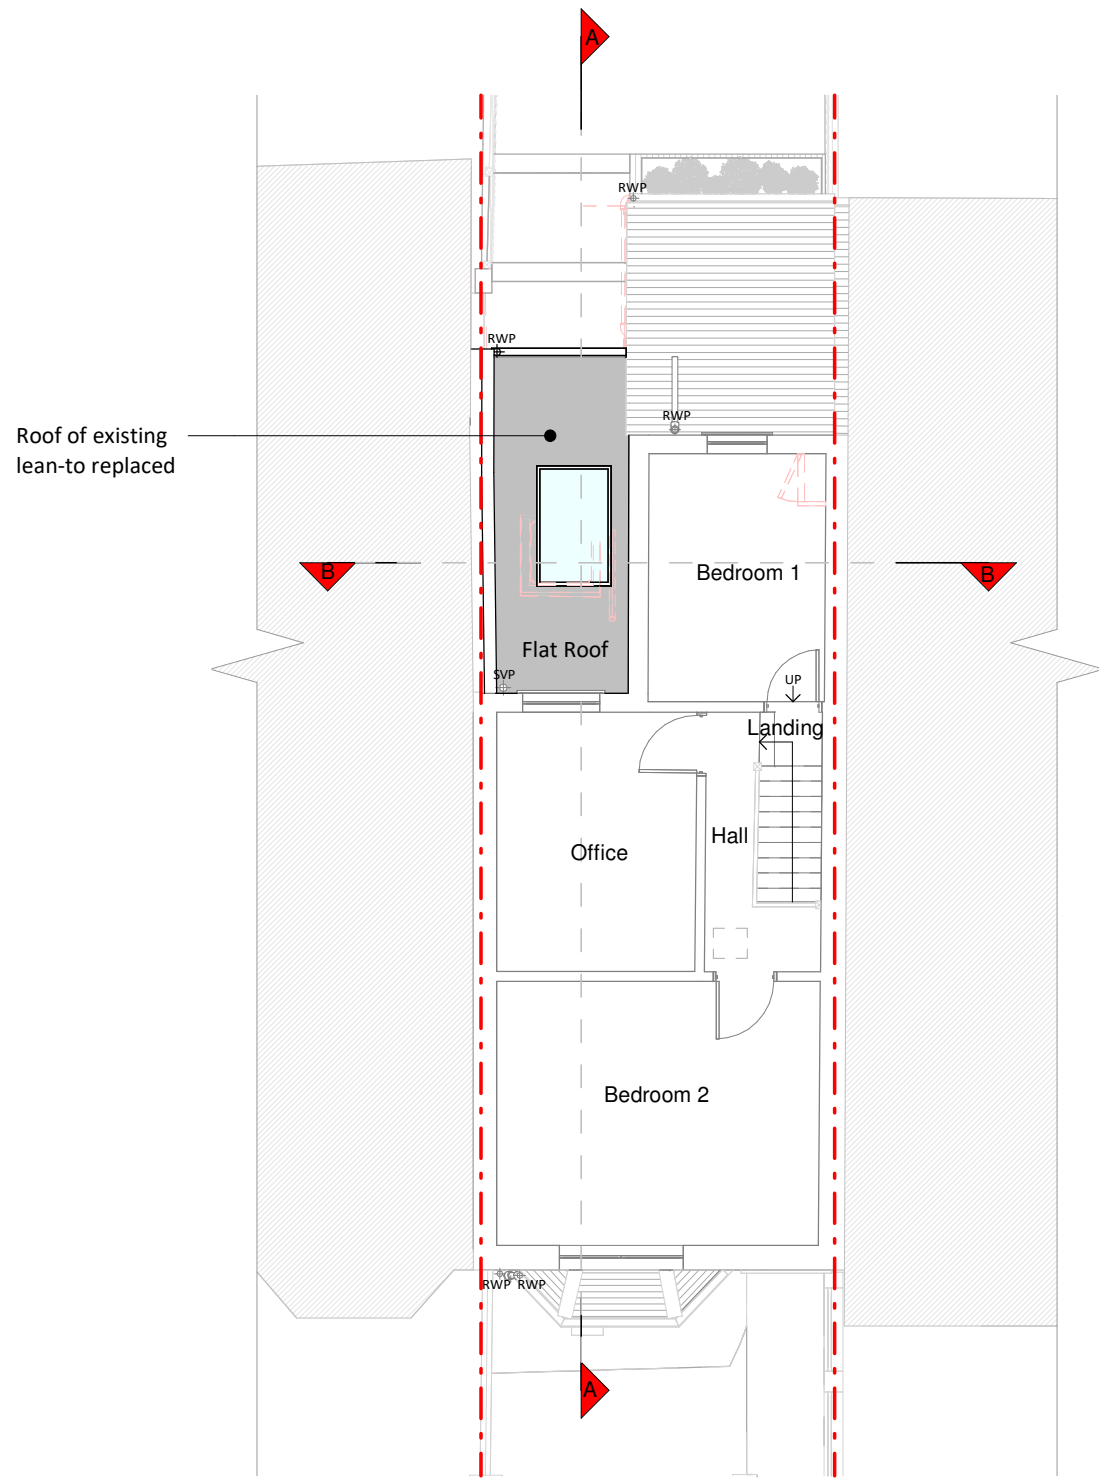 A
RWP
RWP
RWP
Roof of existing
lean-to replaced
B
Bedroom 1
B
Flat Roof
SVP
UP
Landing
Hall
Office
Bedroom 2
RWP
RWP
A